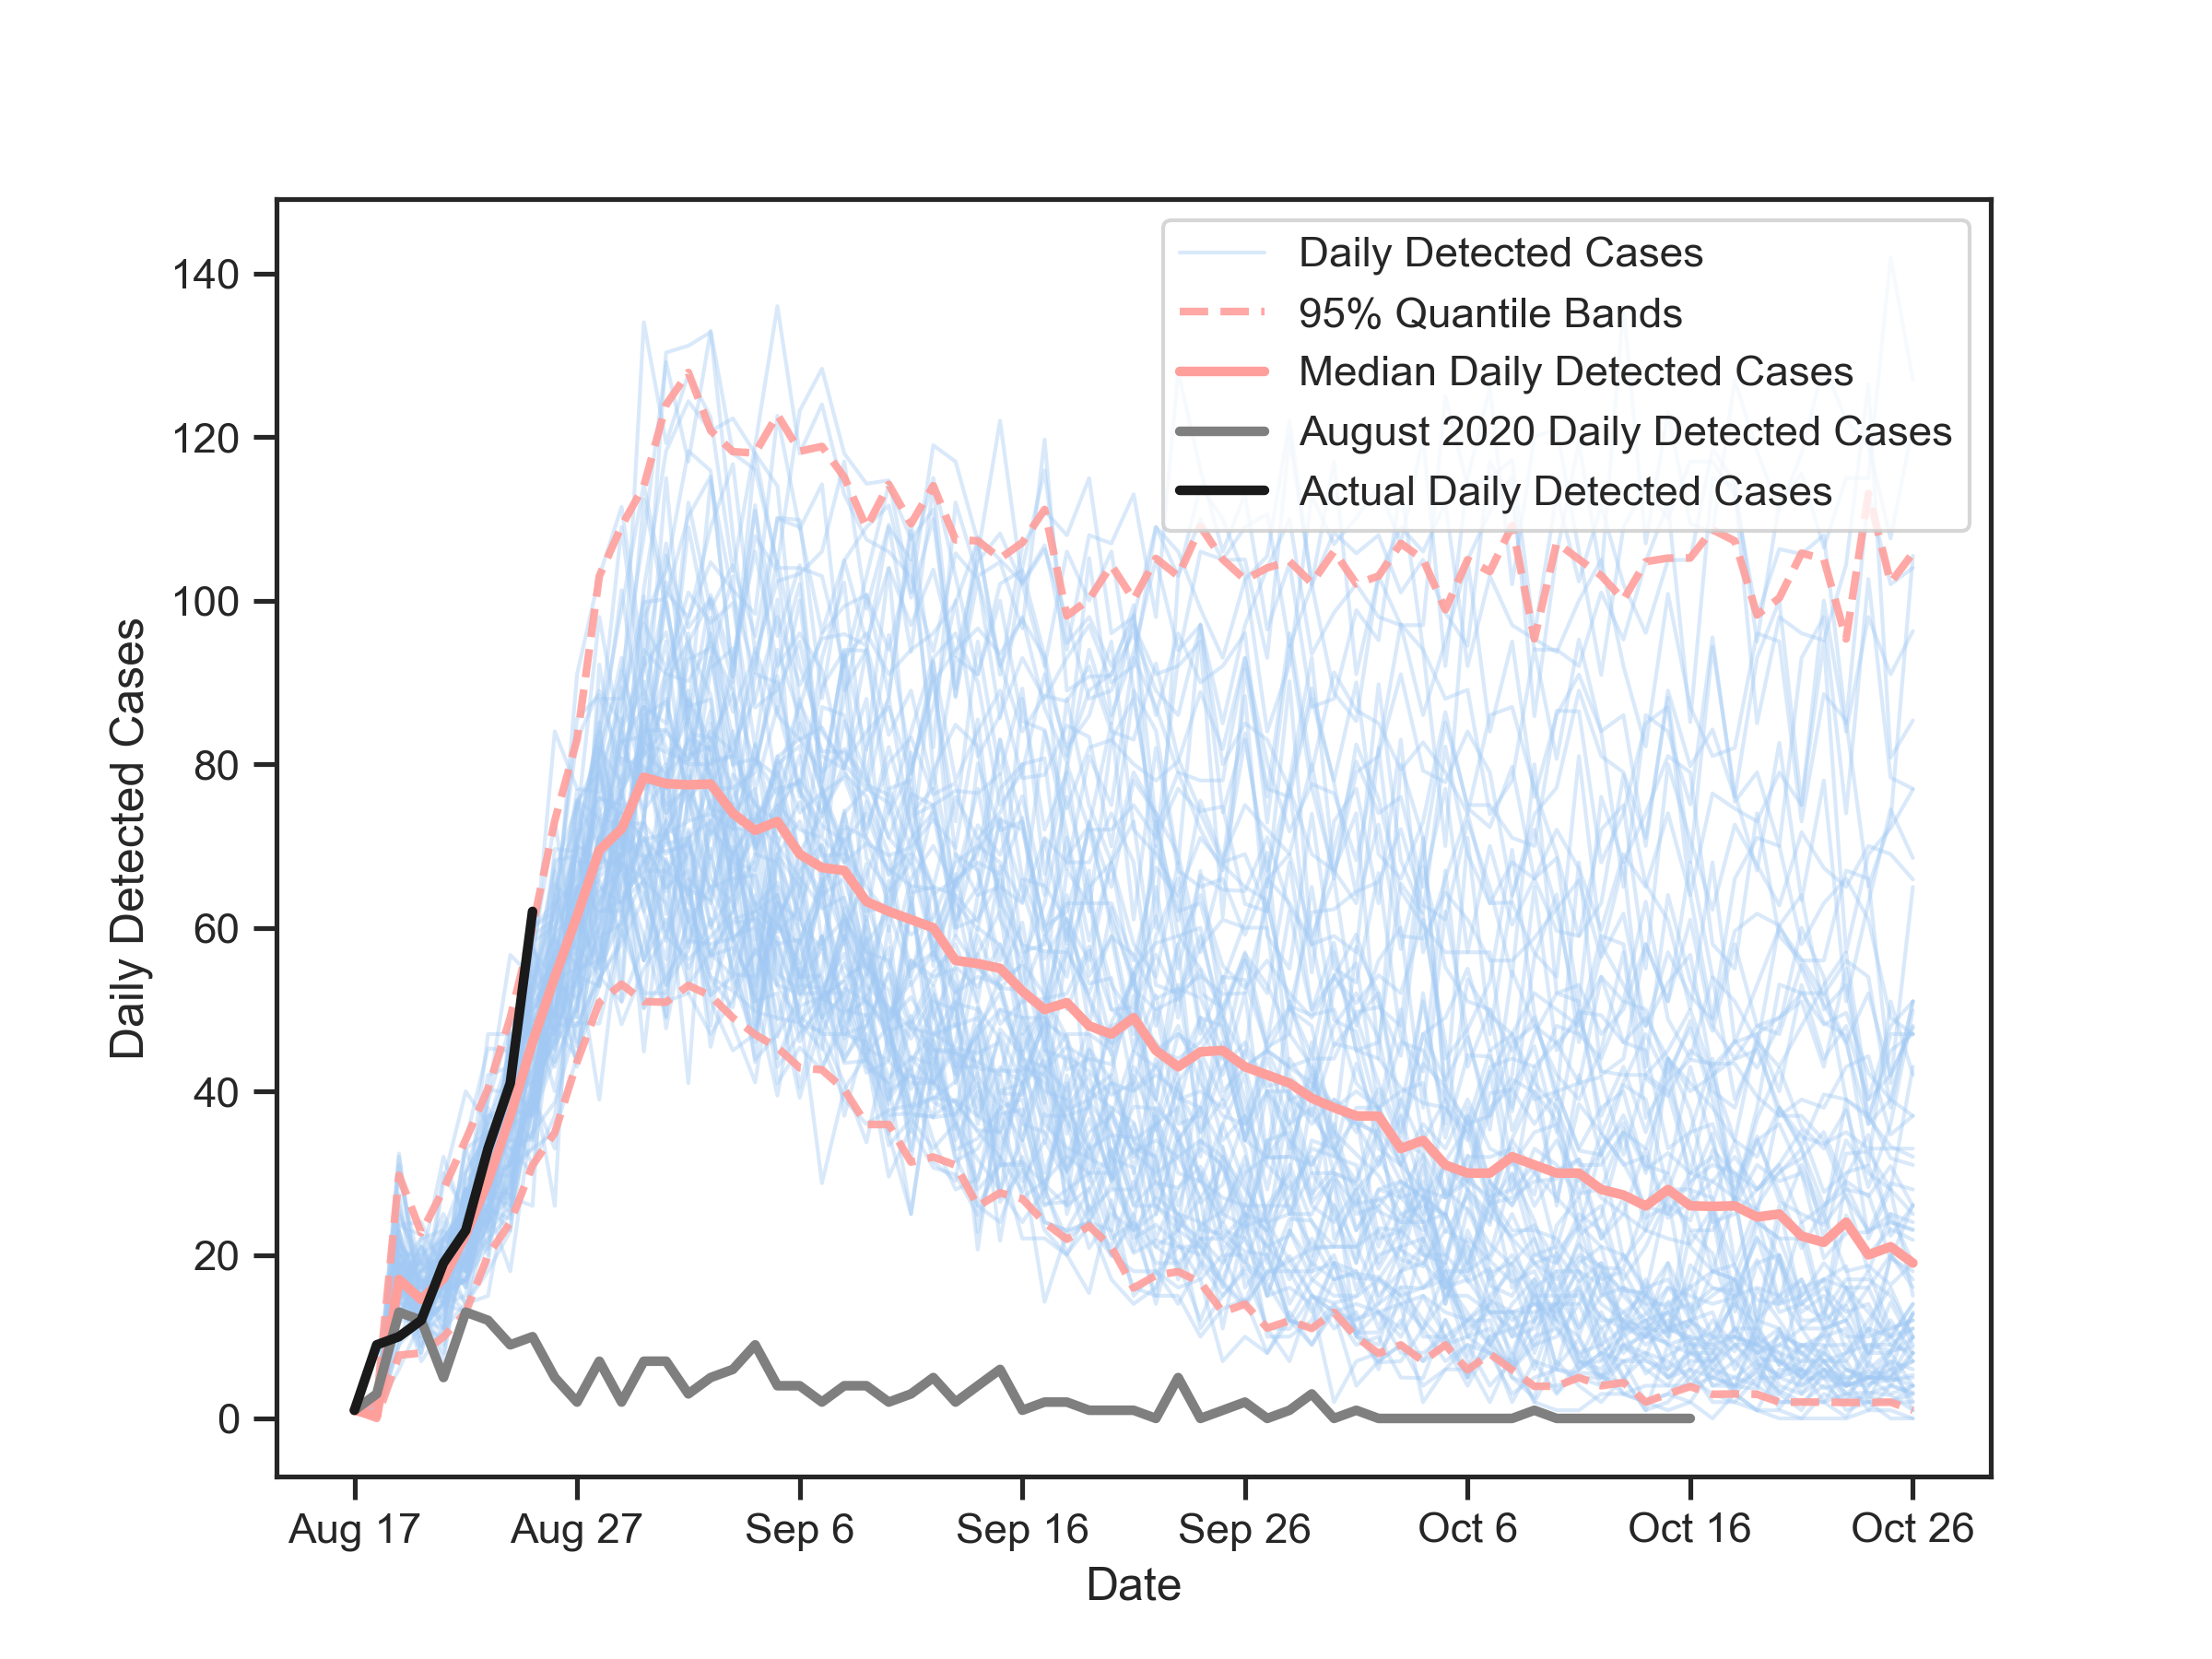 Daily Detected Cases
95% Quantile Bands
Median Daily Detected Cases
August 2020 Daily Detected Cases
Actual Daily Detected Cases
Daily Detected Cases
140
120
100
80
60
40
20
0
Aug 17
Aug 27
Sep 6
Sep 16
Sep 26
Oct 6
Oct 16
Oct 26
Date